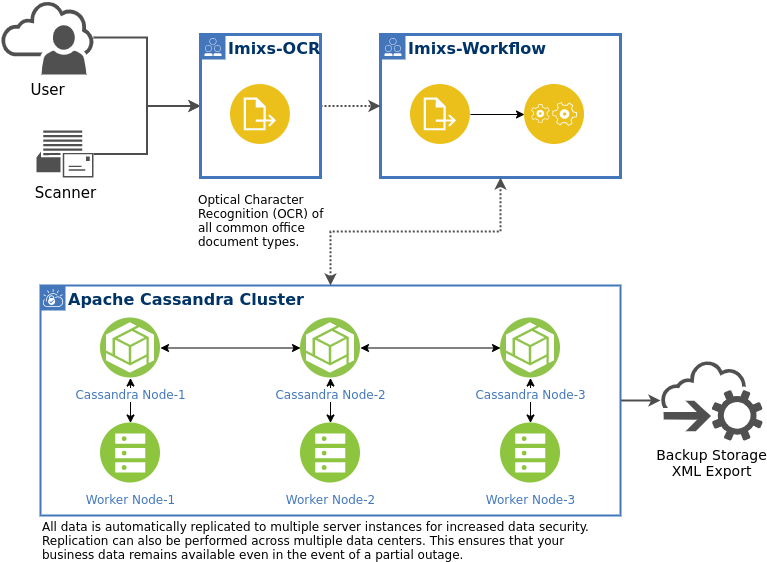 User
Scanner
Imixs-OCR
Imixs-Workflow
Optical Character
Recognition (OCR) of
all common office
document types.
Apache Cassandra Cluster
Cassandra Node-1
Cassandra Node-2
Cassandra Node-3
Worker Node-1
Worker Node-2
Worker Node-3
Backup Storage
XML Export
All data is automatically replicated to multiple server instances for increased data security.
Replication can also be performed across multiple data centers. This ensures that your
business data remains available even in the event of a partial outage.